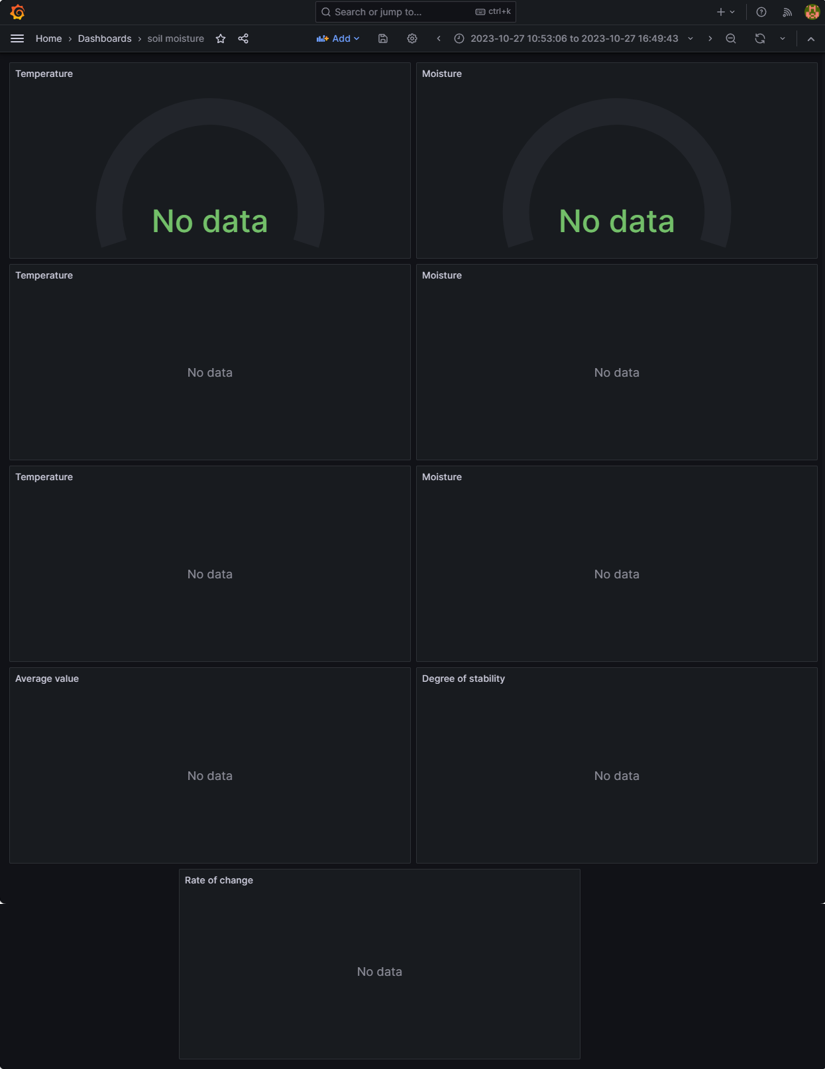 Search or jump to... ctrl+k
Home › Dashboards › soil moisture Add 2023-10-27 10:53:06 to 2023-10-27 16:49:43
Temperature
No data
Moisture
No data
Temperature
No data
Moisture
No data
Temperature
No data
Moisture
No data
Average value
No data
Degree of stability
No data
Rate of change
No data